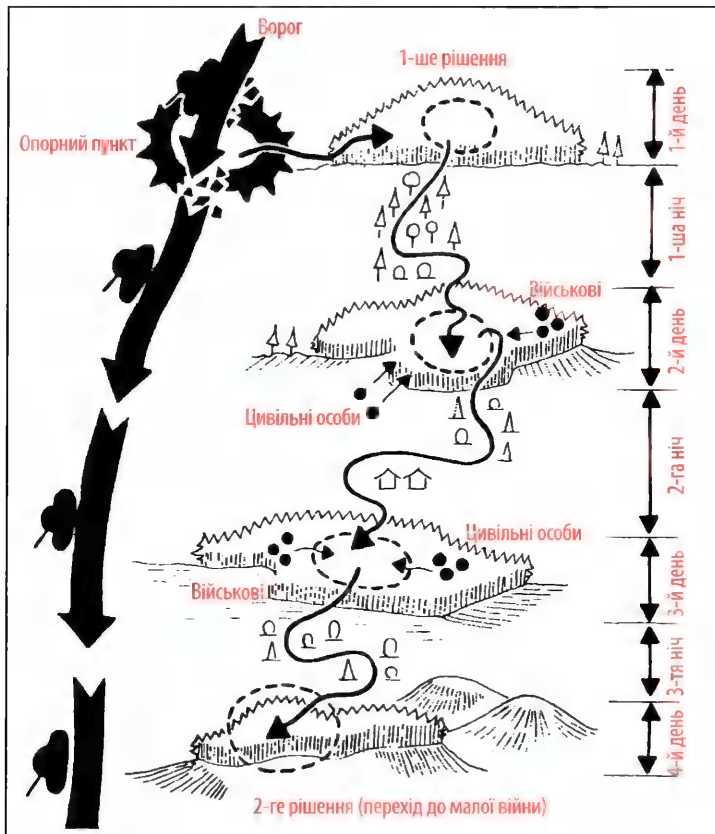 Ворог
1-ше рішення
Опорний пункт
1-й день
1-ша ніч
Військові
2-й день
Цивільні особи
2-га ніч
Цивільні особи
Військові
3-й день
3-тя ніч
4-й день
2-ге рішення (перехід до малої війни)